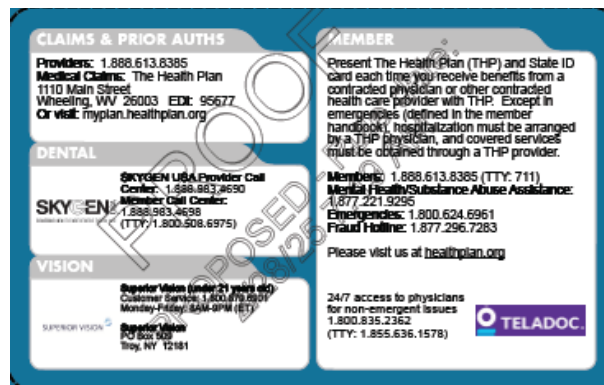 CLAIMS & PRIOR AUTHS
Providers: 1.888.613.8385
Medical Claims: The Health Plan
1110 Main Street
Wheeling, WV 26003 EDI: 95677
Or visit: myplan.healthplan.org
DENTAL
SKYGEN USA Provider Call
Center: 1.888.983.4690
SKYGEN
Member Call Center:
1.888.983.4698
(TTY: 1.800.508.6975)
VISION
Superior Vision (under 21 years old)
Customer Service: 1.800.879.6901
Monday-Friday: 8AM-9PM (ET)
SUPERIOR VISION
Superior Vision
PO Box 509
Troy, NY 12181
MEMBER
Present The Health Plan (THP) and State ID
card each time you receive benefits from a
contracted physician or other contracted
health care provider with THP. Except in
emergencies (defined in the member
handbook), hospitalization must be arranged
by a THP physician, and covered services
must be obtained through a THP provider.
Members: 1.888.613.8385 (TTY: 711)
Mental Health/Substance Abuse Assistance:
1.877.221.9295
Emergencies: 1.800.624.6961
Fraud Hotline: 1.877.296.7283
Please visit us at healthplan.org
24/7 access to physicians
for non-emergent issues
1.800.835.2362
(TTY: 1.855.636.1578)
TELADOC
PROOF
PROPOSED